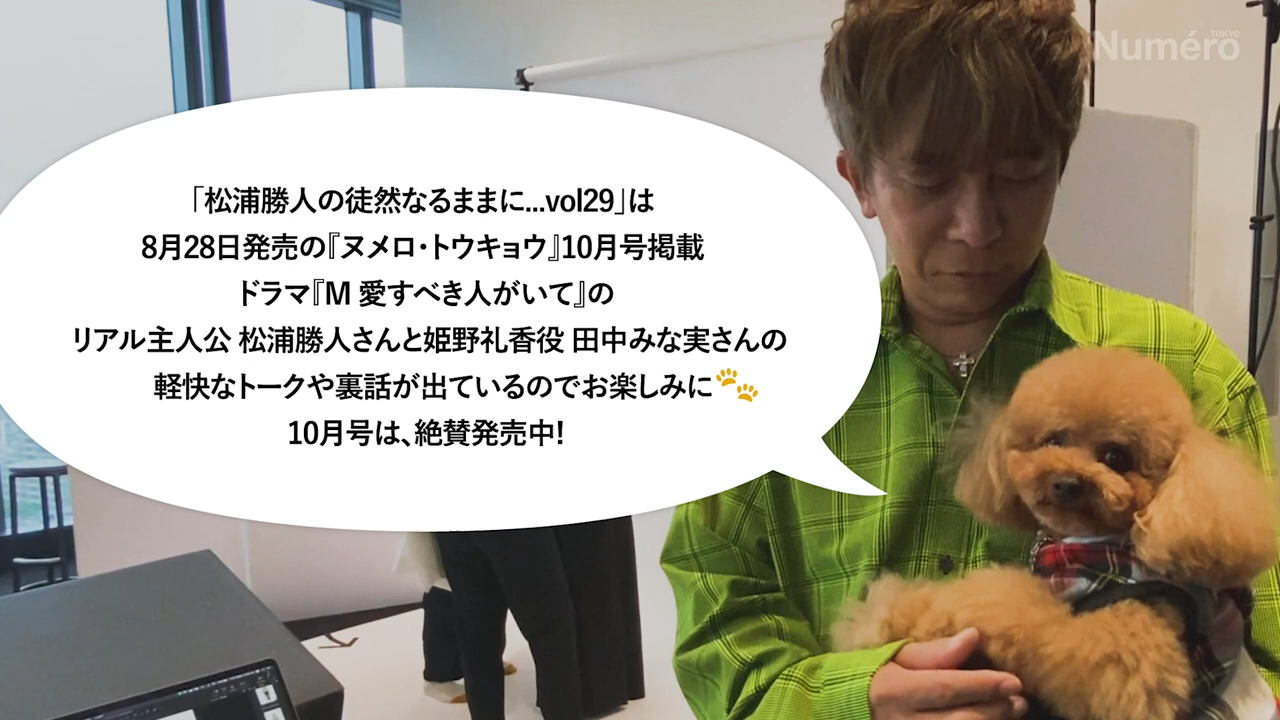 Numéro TOKYO
「松浦勝人の徒然なるままに...vol29」は
8月28日発売の『ヌメロ・トウキョウ』10月号掲載
ドラマ『M 愛すべき人がいて』の
リアル主人公 松浦勝人さんと姫野礼香役 田中みな実さんの
軽快なトークや裏話が出ているのでお楽しみに🐾
10月号は、絶賛発売中!